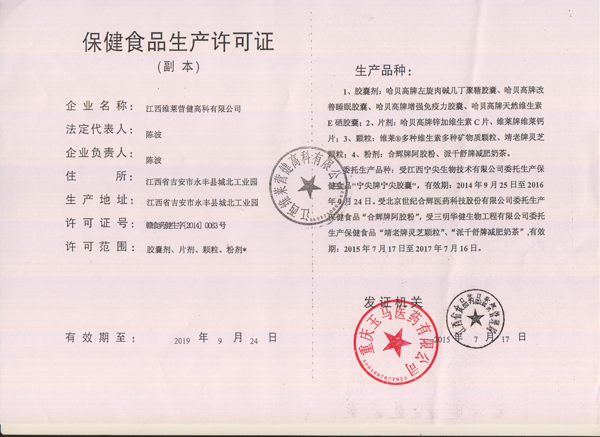 保健食品生产许可证
(副本)
企业名称：江西维莱营健高科有限公司
法定代表人：陈波
企业负责人：陈波
住所：江西省吉安市永丰县城北工业园
生产地址：江西省吉安市永丰县城北工业园
许可证号：赣食药健生字[2014]0063号
许可范围：胶囊剂、片剂、颗粒、粉剂*
有效期至：2019 年 9 月 24 日
生产品种：
1、胶囊剂：哈贝高牌左旋肉碱几丁聚糖胶囊、哈贝高牌改
善睡眠胶囊、哈贝高牌增强免疫力胶囊、哈贝高牌天然维生素
E硒胶囊；2、片剂：哈贝高牌锌加维生素C片、维莱牌维莱钙
片；3、颗粒：维莱®多种维生素多种矿物质颗粒、靖老牌灵芝
颗粒；4、粉剂：合辉牌阿胶粉、派千舒牌减肥奶茶。
委托生产品种：受江西宁尖生物技术有限公司委托生产保
健食品“宁尖牌宁尖胶囊”，有效期：2014年9月25日至2016
年9月24日。受北京世纪合辉医药科技股份有限公司委托生产
保健食品“合辉牌阿胶粉”，受三明华健生物工程有限公司委托
生产保健食品“靖老牌灵芝颗粒”、“派千舒牌减肥奶茶”,有效
期：2015年7月17日至2017年7月16日。
发证机关
2015 年 7 月 17 日
江西维莱营健高科有限公司
重庆玉马医药有限公司